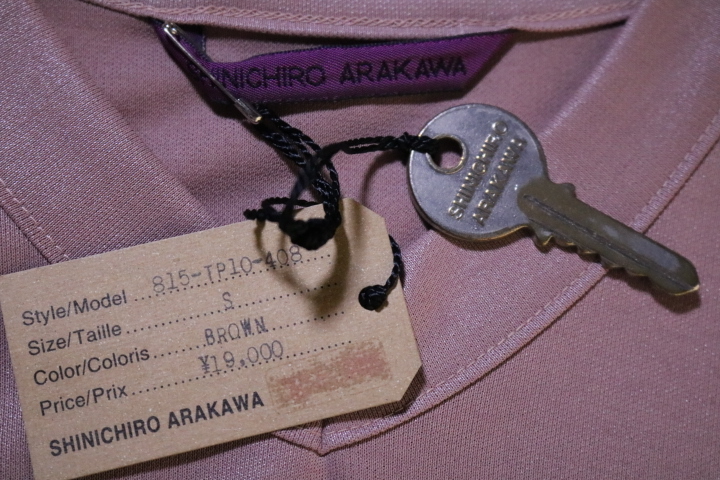 SHINICHIRO ARAKAWA
SHINICHIRO
ARAKAWA
Style/Model 815-TP10-408
Size/Taille S
Color/Coloris BROWN
Price/Prix ¥19,000
SHINICHIRO ARAKAWA